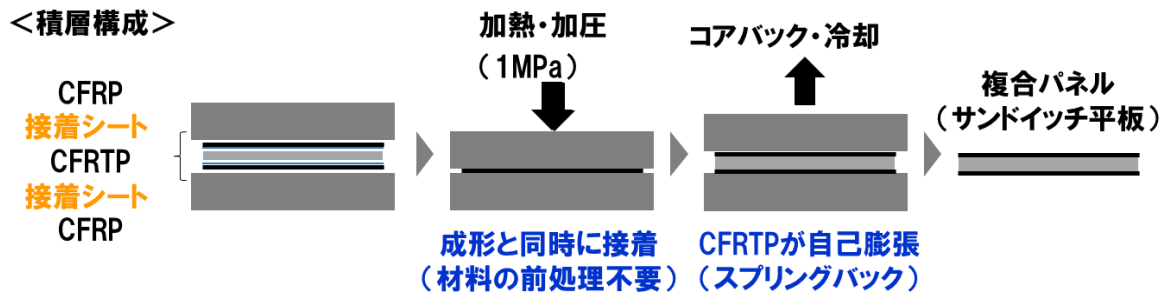 ＜積層構成＞
CFRP
接着シート
CFRTP
接着シート
CFRP
加熱・加圧
（1MPa）
成形と同時に接着
（材料の前処理不要）
コアバック・冷却
CFRTPが自己膨張
（スプリングバック）
複合パネル
（サンドイッチ平板）